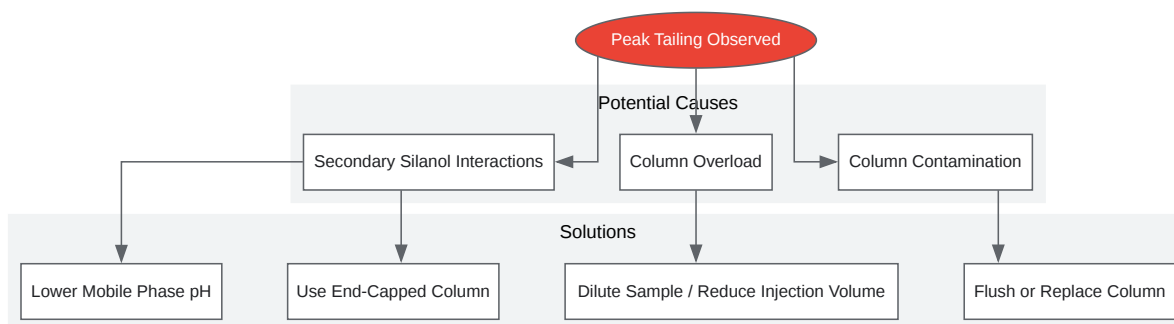 Peak Tailing Observed
Potential Causes
Secondary Silanol Interactions
Column Overload
Column Contamination
Solutions
Lower Mobile Phase pH
Use End-Capped Column
Dilute Sample / Reduce Injection Volume
Flush or Replace Column